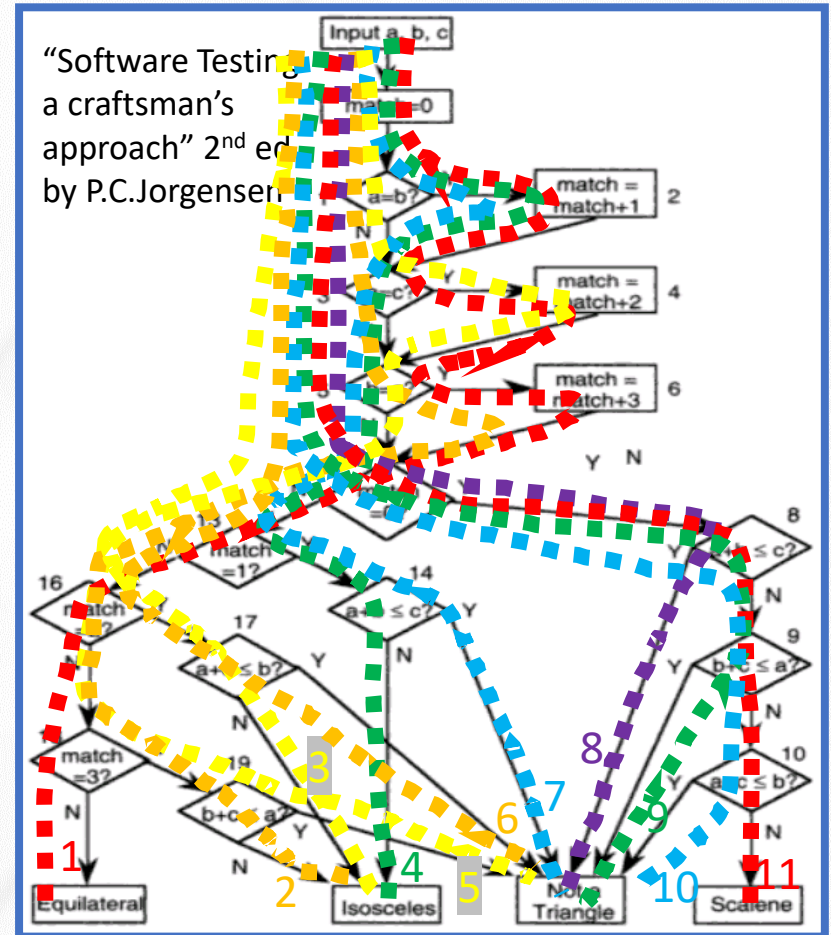 “Software Testing
a craftsman’s
approach” 2nd ed
by P.C.Jorgensen
Input a, b, c
=0
a=b?
N
match =
match+1
2
Y
match =
match+2
4
Y
match =
match+3
6
Y N
8
≤ c?
Y
N
match
=1?
Y
14
≤ c?
Y
N
16
match
N
17
≤ b?
Y
N
9
b+c ≤ a?
Y
N
10
≤ b?
Y
N
match
=3?
N
19
Y
N
1
2
3
4
5
6
7
8
9
10
11
Equilateral
Isosceles
Not a
Triangle
Scalene